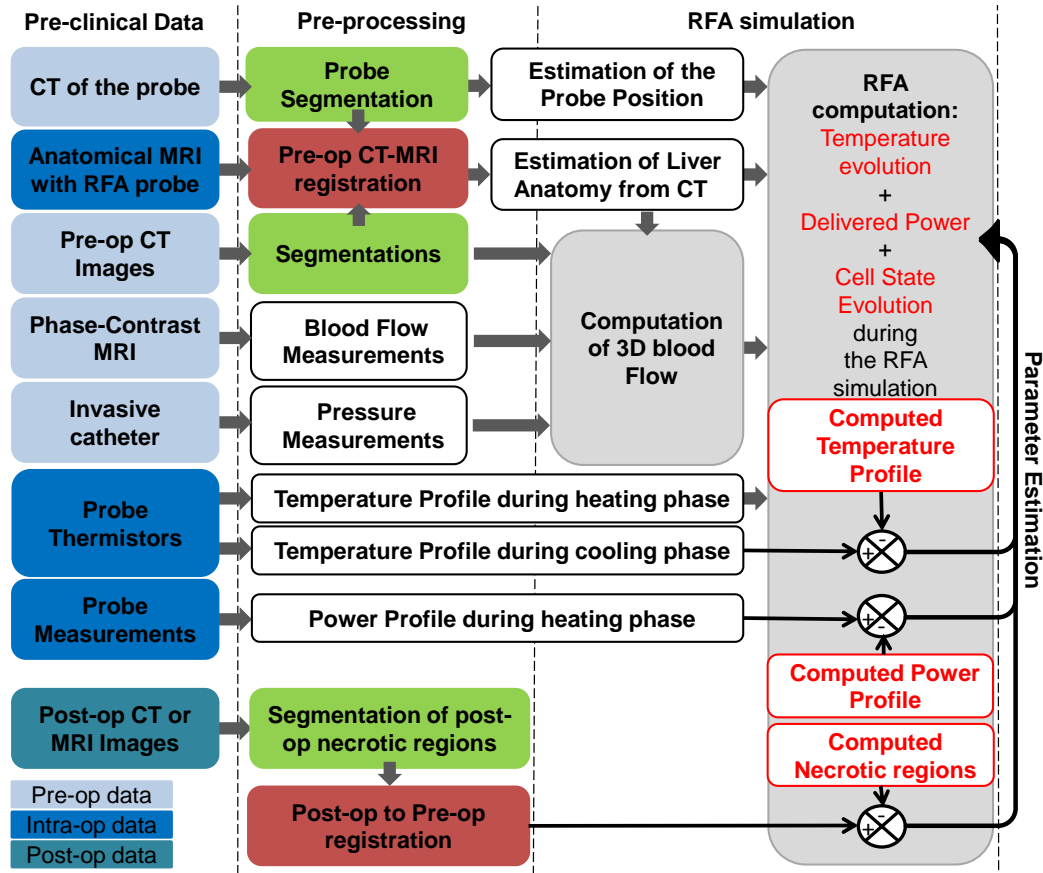 Pre-clinical Data
Pre-processing
RFA simulation
CT of the probe
Probe
Segmentation
Estimation of the
Probe Position
Anatomical MRI
with RFA probe
Pre-op CT-MRI
registration
Estimation of Liver
Anatomy from CT
Pre-op CT
Images
Segmentations
Phase-Contrast
MRI
Blood Flow
Measurements
Computation
of 3D blood
Flow
Invasive
catheter
Pressure
Measurements
RFA
computation:
Temperature
evolution
+
Delivered Power
+
Cell State
Evolution
during
the RFA
simulation
Computed
Temperature
Profile
Probe
Thermistors
Temperature Profile during heating phase
Temperature Profile during cooling phase
-
+
Probe
Measurements
Power Profile during heating phase
+
-
Computed Power
Profile
Post-op CT or
MRI Images
Segmentation of post-
op necrotic regions
Computed
Necrotic regions
Post-op to Pre-op
registration
-
+
Parameter Estimation
Pre-op data
Intra-op data
Post-op data